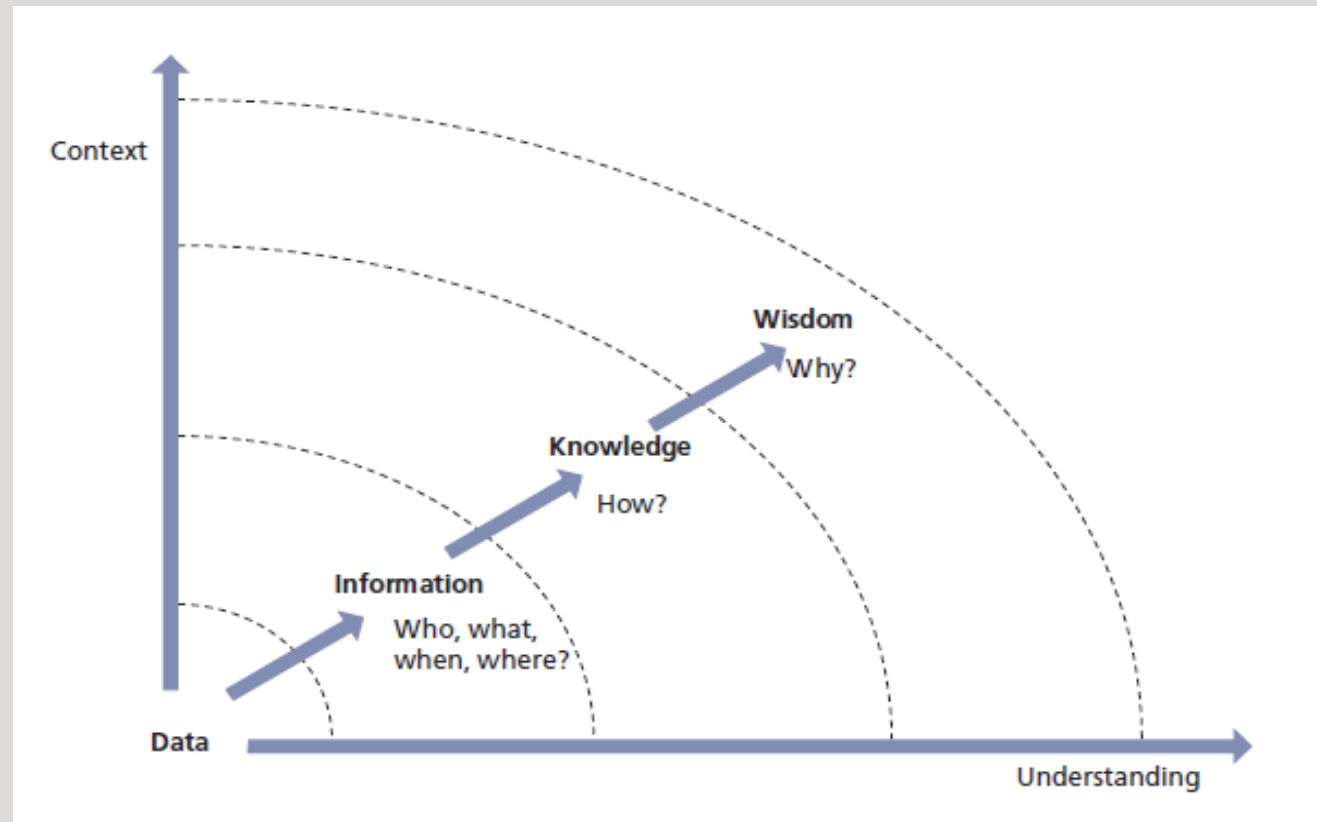 Context
Wisdom
Why?
Knowledge
How?
Information
Who, what,
when, where?
Data
Understanding